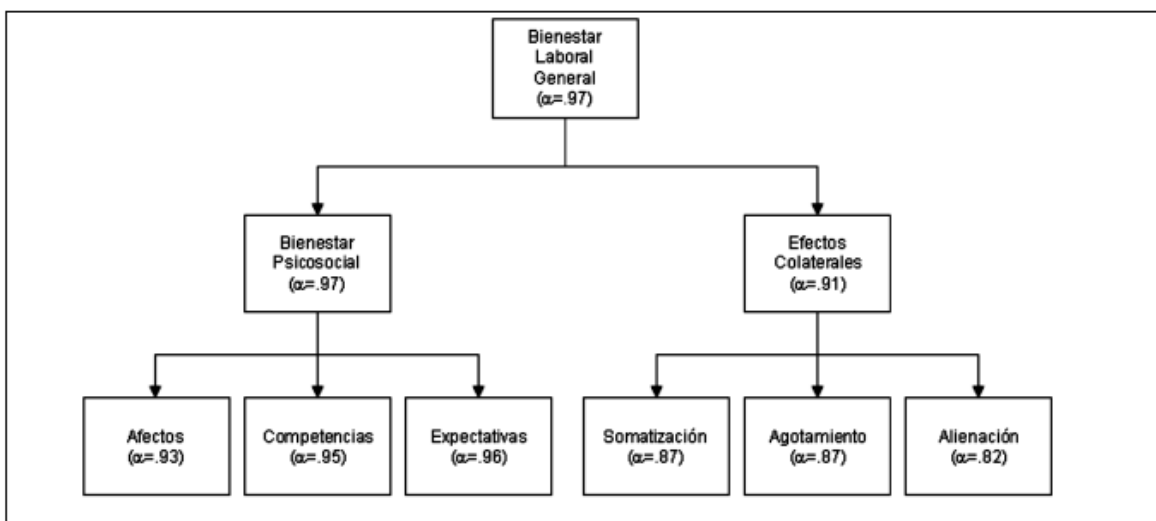 Bienestar
Laboral
General
(α=.97)
Bienestar
Psicosocial
(α=.97)
Efectos
Colaterales
(α=.91)
Afectos
(α=.93)
Competencias
(α=.95)
Expectativas
(α=.96)
Somatización
(α=.87)
Agotamiento
(α=.87)
Alienación
(α=.82)